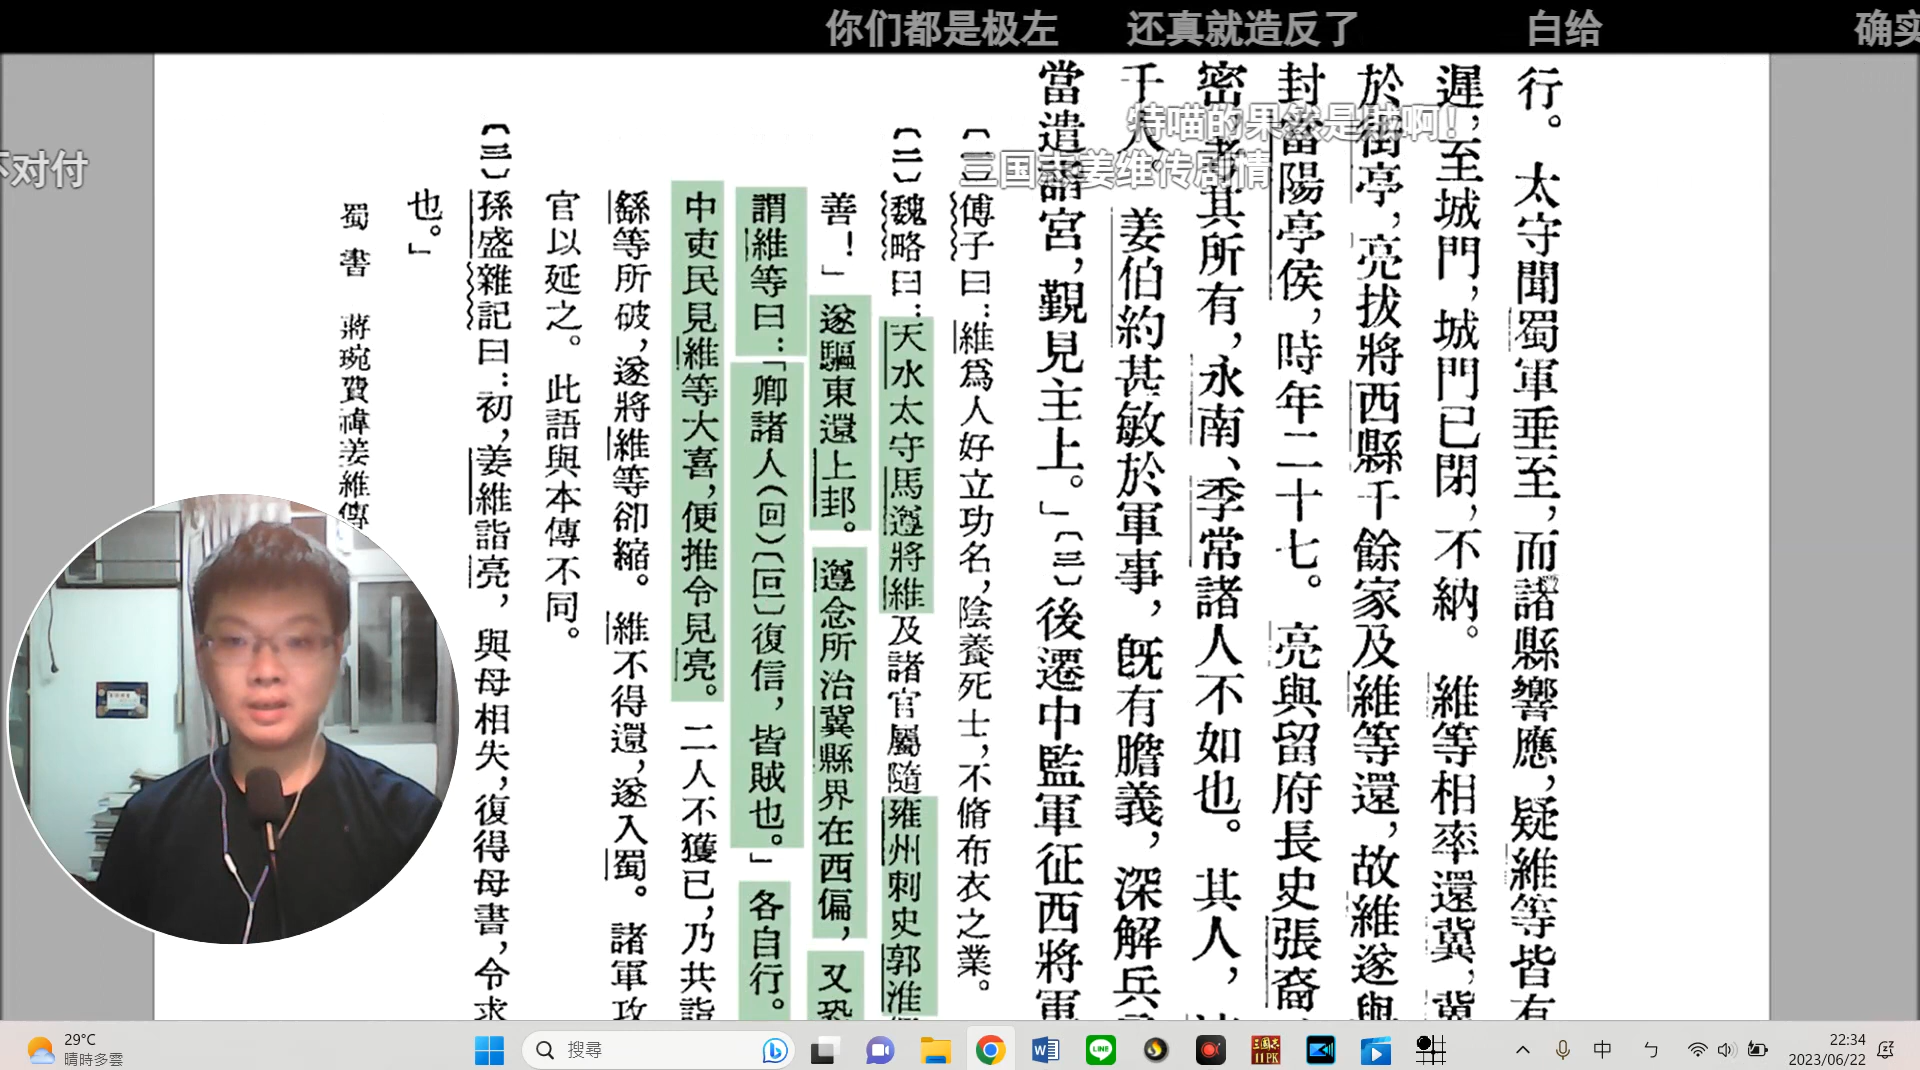 你们都是极左 还真就造反了 白给 确实
不对付
特喵的果然是贼啊!
三国志姜维传剧情
行。 太守聞蜀軍垂至,而諸縣響應,疑維等皆有
遲,至城門,城門已閉,不納。 維等相率還冀,冀
於街亭,亮拔將西縣千餘家及維等還,故維遂與
封當陽亭侯,時年二十七。 亮與留府長史張裔
密,考其所有,永南、季常諸人不如也。其人,
千人。 姜伯約甚敏於軍事,既有膽義,深解兵
當遣詣宮,覲見主上。」〔三〕後遷中監軍征西將軍
〔一〕傅子曰:維為人好立功名,陰養死士,不脩布衣之業。
〔二〕魏略曰:天水太守馬遵將維及諸官屬隨雍州刺史郭淮
善!」遂驅東還上邽。 遵念所治冀縣界在西偏,又恐
謂維等曰:「卿諸人(回)〔叵〕復信,皆賊也。」各自行。
中吏民見維等大喜,便推令見亮。 二人不獲已,乃共詣
繇等所破,遂將維等卻縮。 維不得還,遂入蜀。 諸軍攻
官以延之。 此語與本傳不同。
〔三〕孫盛雜記曰:初,姜維詣亮,與母相失,復得母書,令求
也。」
蜀書 蔣琬費禕姜維傳
29°C
晴時多雲
搜尋
中
ㄅ
22:34
2023/06/22